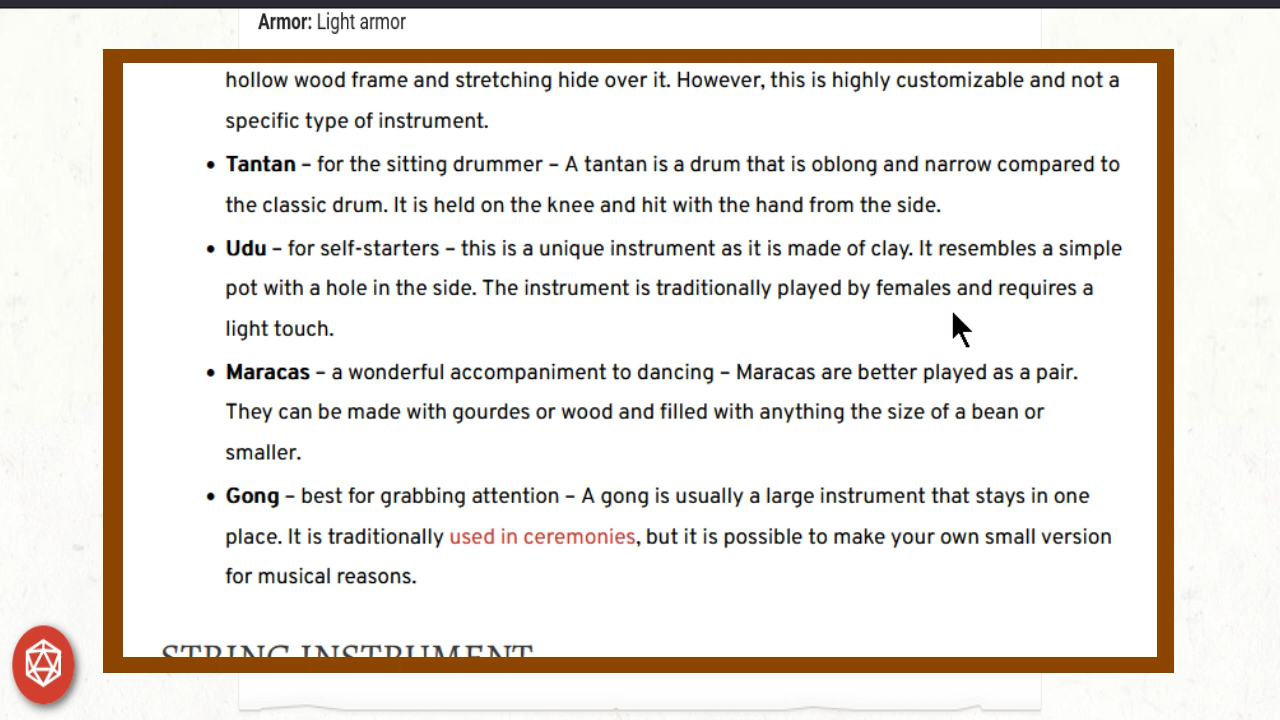 Armor: Light armor
hollow wood frame and stretching hide over it. However, this is highly customizable and not a
specific type of instrument.
• Tantan – for the sitting drummer – A tantan is a drum that is oblong and narrow compared to
the classic drum. It is held on the knee and hit with the hand from the side.
• Udu – for self-starters – this is a unique instrument as it is made of clay. It resembles a simple
pot with a hole in the side. The instrument is traditionally played by females and requires a
light touch.
• Maracas – a wonderful accompaniment to dancing – Maracas are better played as a pair.
They can be made with gourdes or wood and filled with anything the size of a bean or
smaller.
• Gong – best for grabbing attention – A gong is usually a large instrument that stays in one
place. It is traditionally used in ceremonies, but it is possible to make your own small version
for musical reasons.
STRING INSTRUMENT